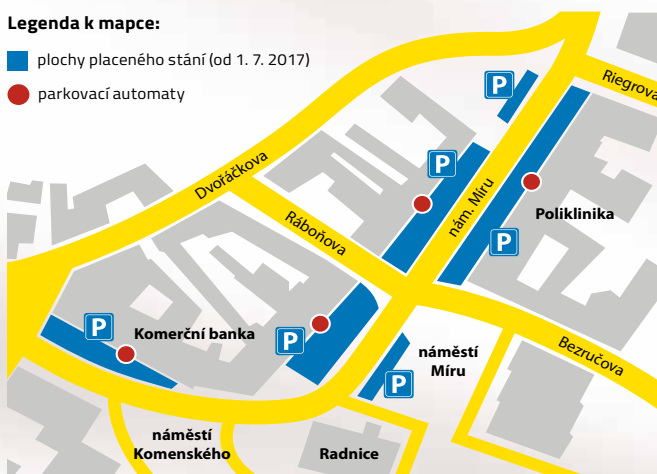 Legenda k mapce:
plochy placeného stání (od 1. 7. 2017)
parkovací automaty
P
Riegrova
P
Dvořáčkova
nám. Míru
Poliklinika
Ráboňova
P
P
Komerční banka
P
Bezručova
náměstí
Míru
P
náměstí
Komenského
Radnice